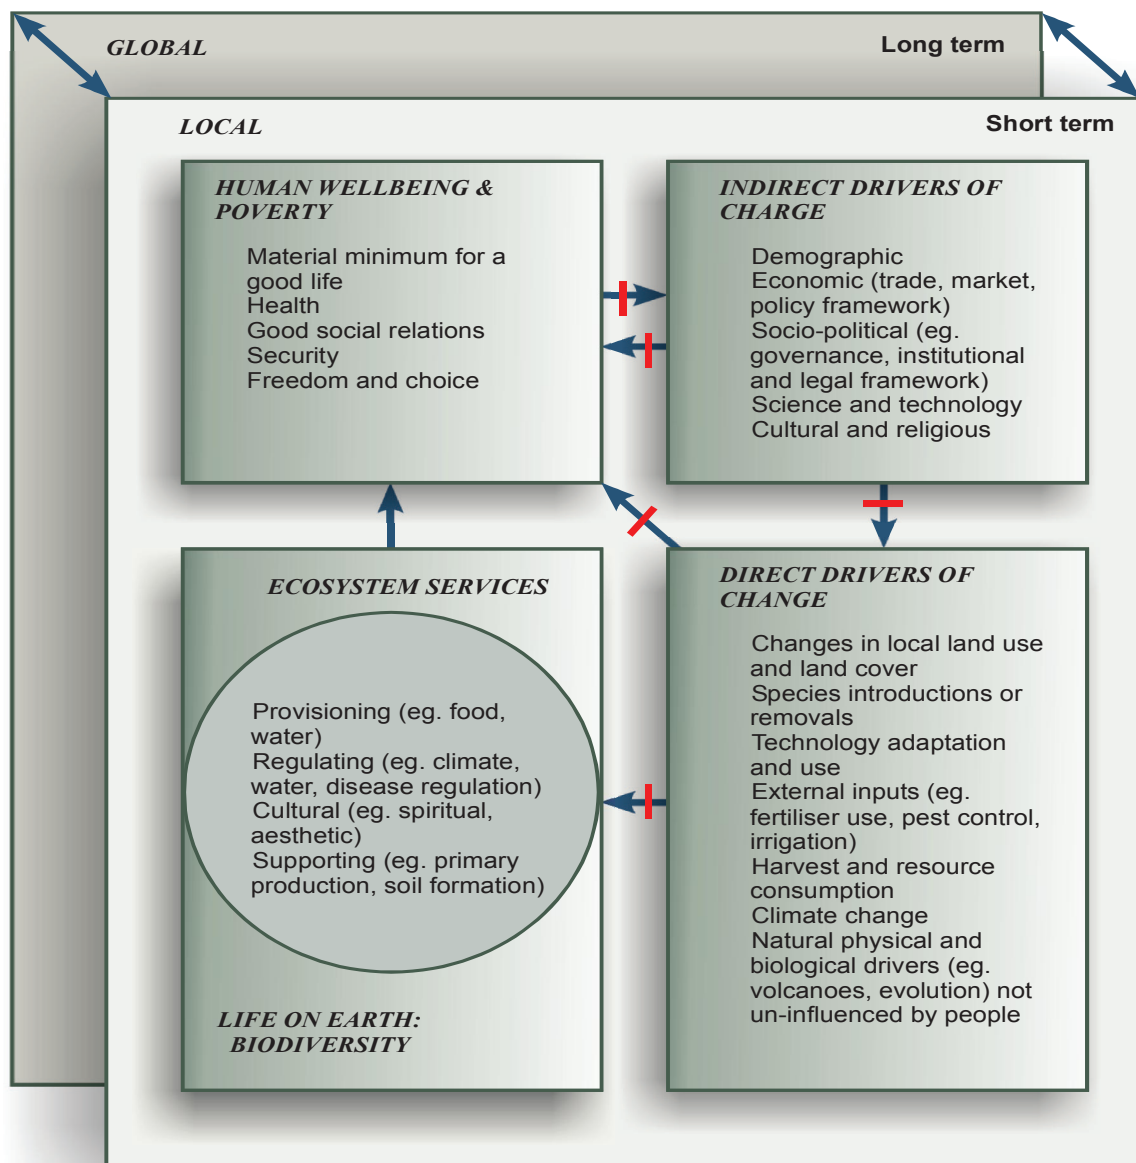 GLOBAL
Long term
LOCAL
Short term
HUMAN WELLBEING &
POVERTY
Material minimum for a
good life
Health
Good social relations
Security
Freedom and choice
INDIRECT DRIVERS OF
CHARGE
Demographic
Economic (trade, market,
policy framework)
Socio-political (eg.
governance, institutional
and legal framework)
Science and technology
Cultural and religious
ECOSYSTEM SERVICES
Provisioning (eg. food,
water)
Regulating (eg. climate,
water, disease regulation)
Cultural (eg. spiritual,
aesthetic)
Supporting (eg. primary
production, soil formation)
LIFE ON EARTH:
BIODIVERSITY
DIRECT DRIVERS OF
CHANGE
Changes in local land use
and land cover
Species introductions or
removals
Technology adaptation
and use
External inputs (eg.
fertiliser use, pest control,
irrigation)
Harvest and resource
consumption
Climate change
Natural physical and
biological drivers (eg.
volcanoes, evolution) not
un-influenced by people